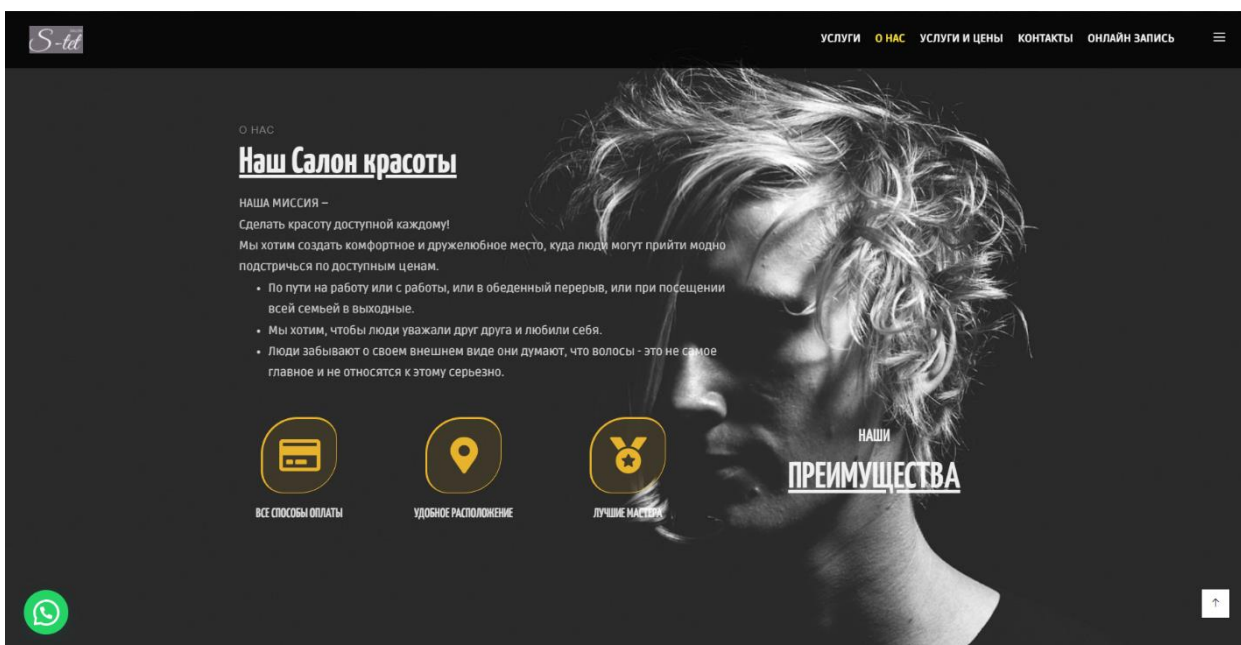 S-tet
УСЛУГИ О НАС УСЛУГИ И ЦЕНЫ КОНТАКТЫ ОНЛАЙН ЗАПИСЬ
О НАС
Наш Салон красоты
НАША МИССИЯ –
Сделать красоту доступной каждому!
Мы хотим создать комфортное и дружелюбное место, куда люди могут прийти модно
подстричься по доступным ценам.
• По пути на работу или с работы, или в обеденный перерыв, или при посещении
всей семьей в выходные.
• Мы хотим, чтобы люди уважали друг друга и любили себя.
• Люди забывают о своем внешнем виде они думают, что волосы - это не самое
главное и не относятся к этому серьезно.
НАШИ
ПРЕИМУЩЕСТВА
ВСЕ СПОСОБЫ ОПЛАТЫ УДОБНОЕ РАСПОЛОЖЕНИЕ ЛУЧШИЕ МАСТЕРА